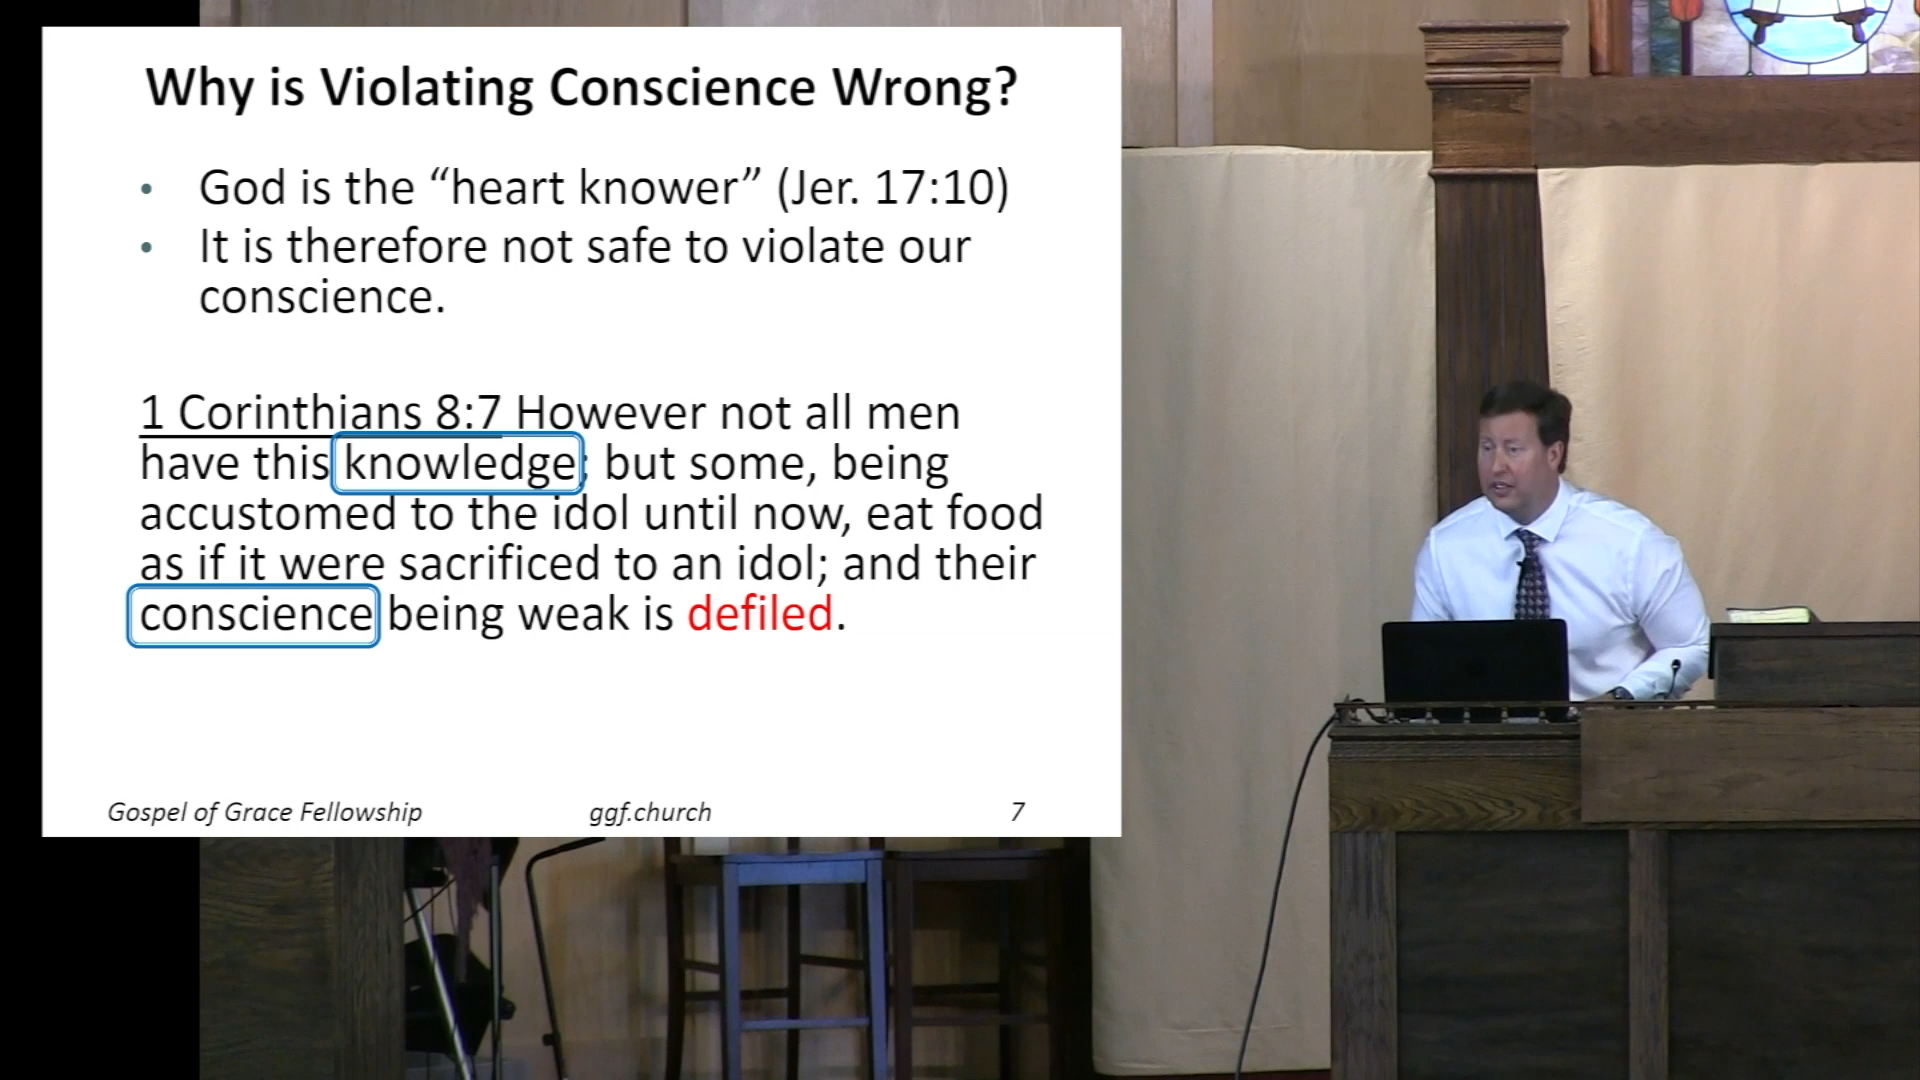 Why is Violating Conscience Wrong?
• God is the “heart knower” (Jer. 17:10)
• It is therefore not safe to violate our
conscience.
1 Corinthians 8:7 However not all men
have this knowledge; but some, being
accustomed to the idol until now, eat food
as if it were sacrificed to an idol; and their
conscience being weak is defiled.
Gospel of Grace Fellowship ggf.church 7